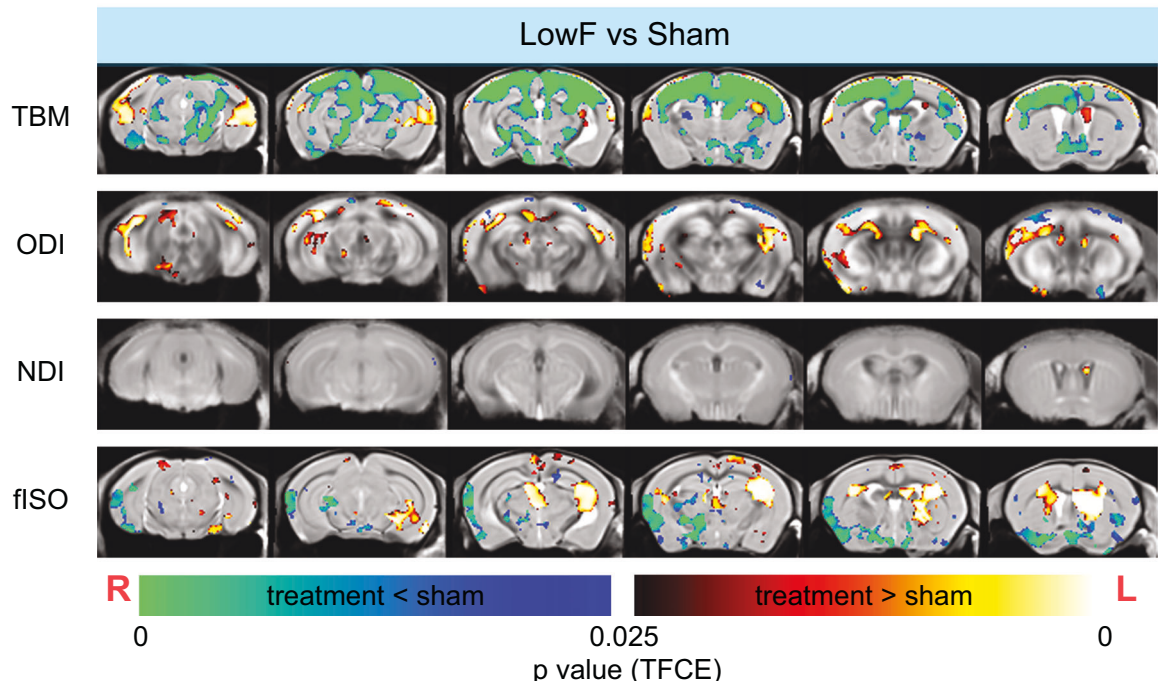 LowF vs Sham
TBM
ODI
NDI
fISO
R treatment < sham treatment > sham L
0 0.025 0
p value (TFCE)